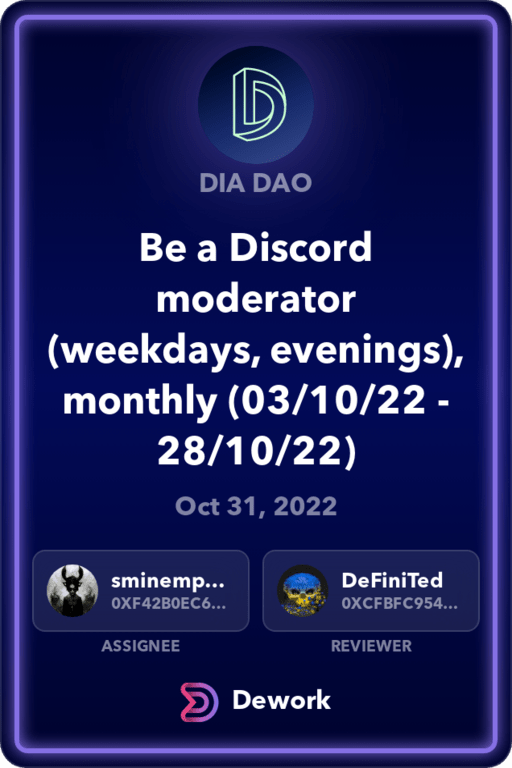 DIA DAO
Be a Discord
moderator
(weekdays, evenings),
monthly (03/10/22 -
28/10/22)
Oct 31, 2022
sminemp...
0XF42B0EC6...
ASSIGNEE
DeFiniTed
0XCFBFC954...
REVIEWER
Dework